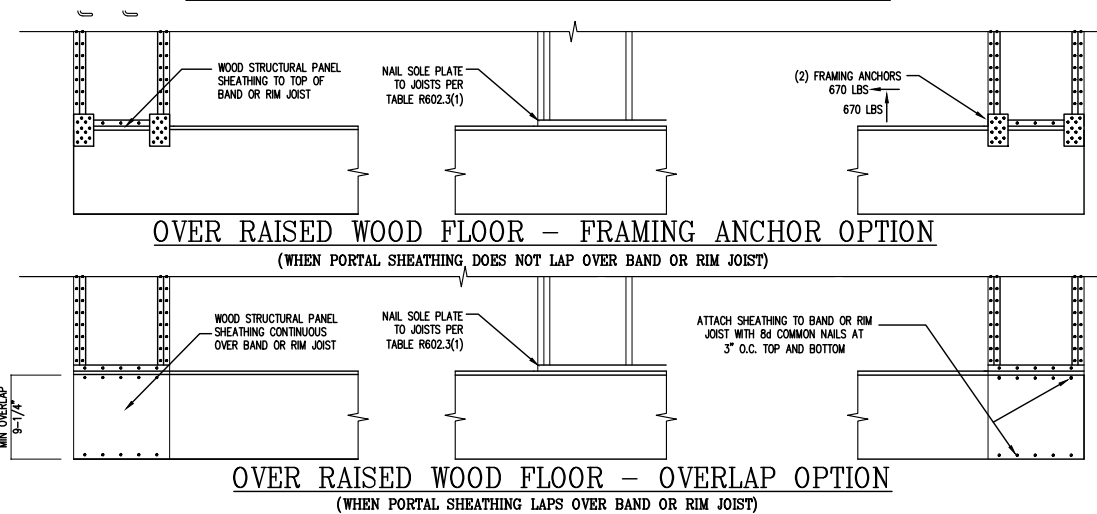 WOOD STRUCTURAL PANEL
SHEATHING TO TOP OF
BAND OR RIM JOIST
NAIL SOLE PLATE
TO JOISTS PER
TABLE R602.3(1)
(2) FRAMING ANCHORS
670 LBS
670 LBS
OVER RAISED WOOD FLOOR – FRAMING ANCHOR OPTION
(WHEN PORTAL SHEATHING DOES NOT LAP OVER BAND OR RIM JOIST)
WOOD STRUCTURAL PANEL
SHEATHING CONTINUOUS
OVER BAND OR RIM JOIST
NAIL SOLE PLATE
TO JOISTS PER
TABLE R602.3(1)
ATTACH SHEATHING TO BAND OR RIM
JOIST WITH 8d COMMON NAILS AT
3" O.C. TOP AND BOTTOM
MIN OVERLAP
9-1/4"
OVER RAISED WOOD FLOOR – OVERLAP OPTION
(WHEN PORTAL SHEATHING LAPS OVER BAND OR RIM JOIST)